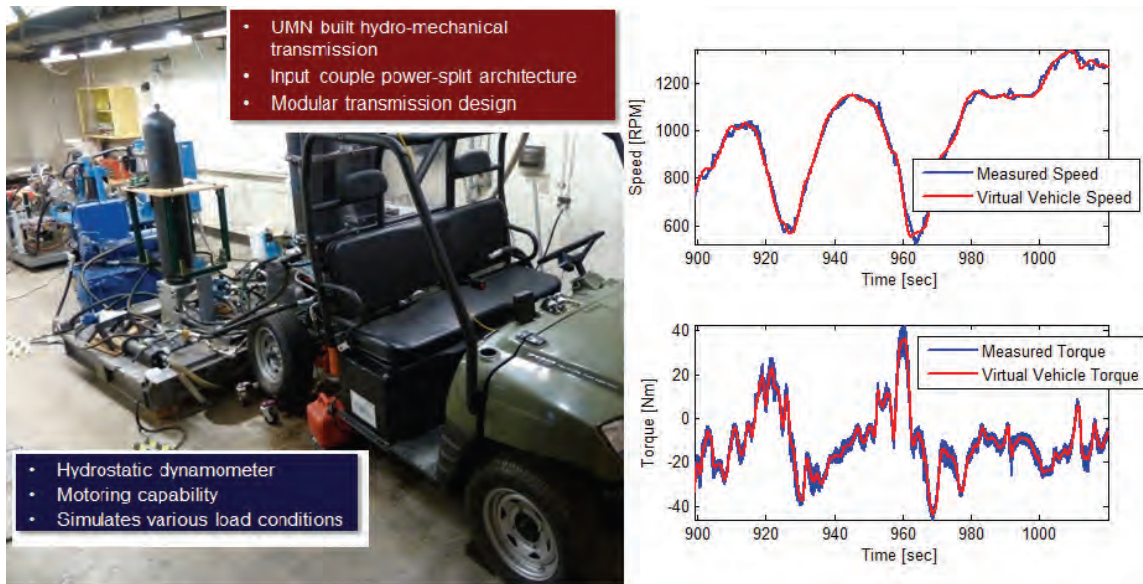 • UMN built hydro-mechanical
transmission
• Input couple power-split architecture
• Modular transmission design
• Hydrostatic dynamometer
• Motoring capability
• Simulates various load conditions
1200
1000
800
600
Speed [RPM]
Measured Speed
Virtual Vehicle Speed
900 920 940 960 980 1000
Time [sec]
40
20
0
-20
-40
Torque [Nm]
Measured Torque
Virtual Vehicle Torque
900 920 940 960 980 1000
Time [sec]